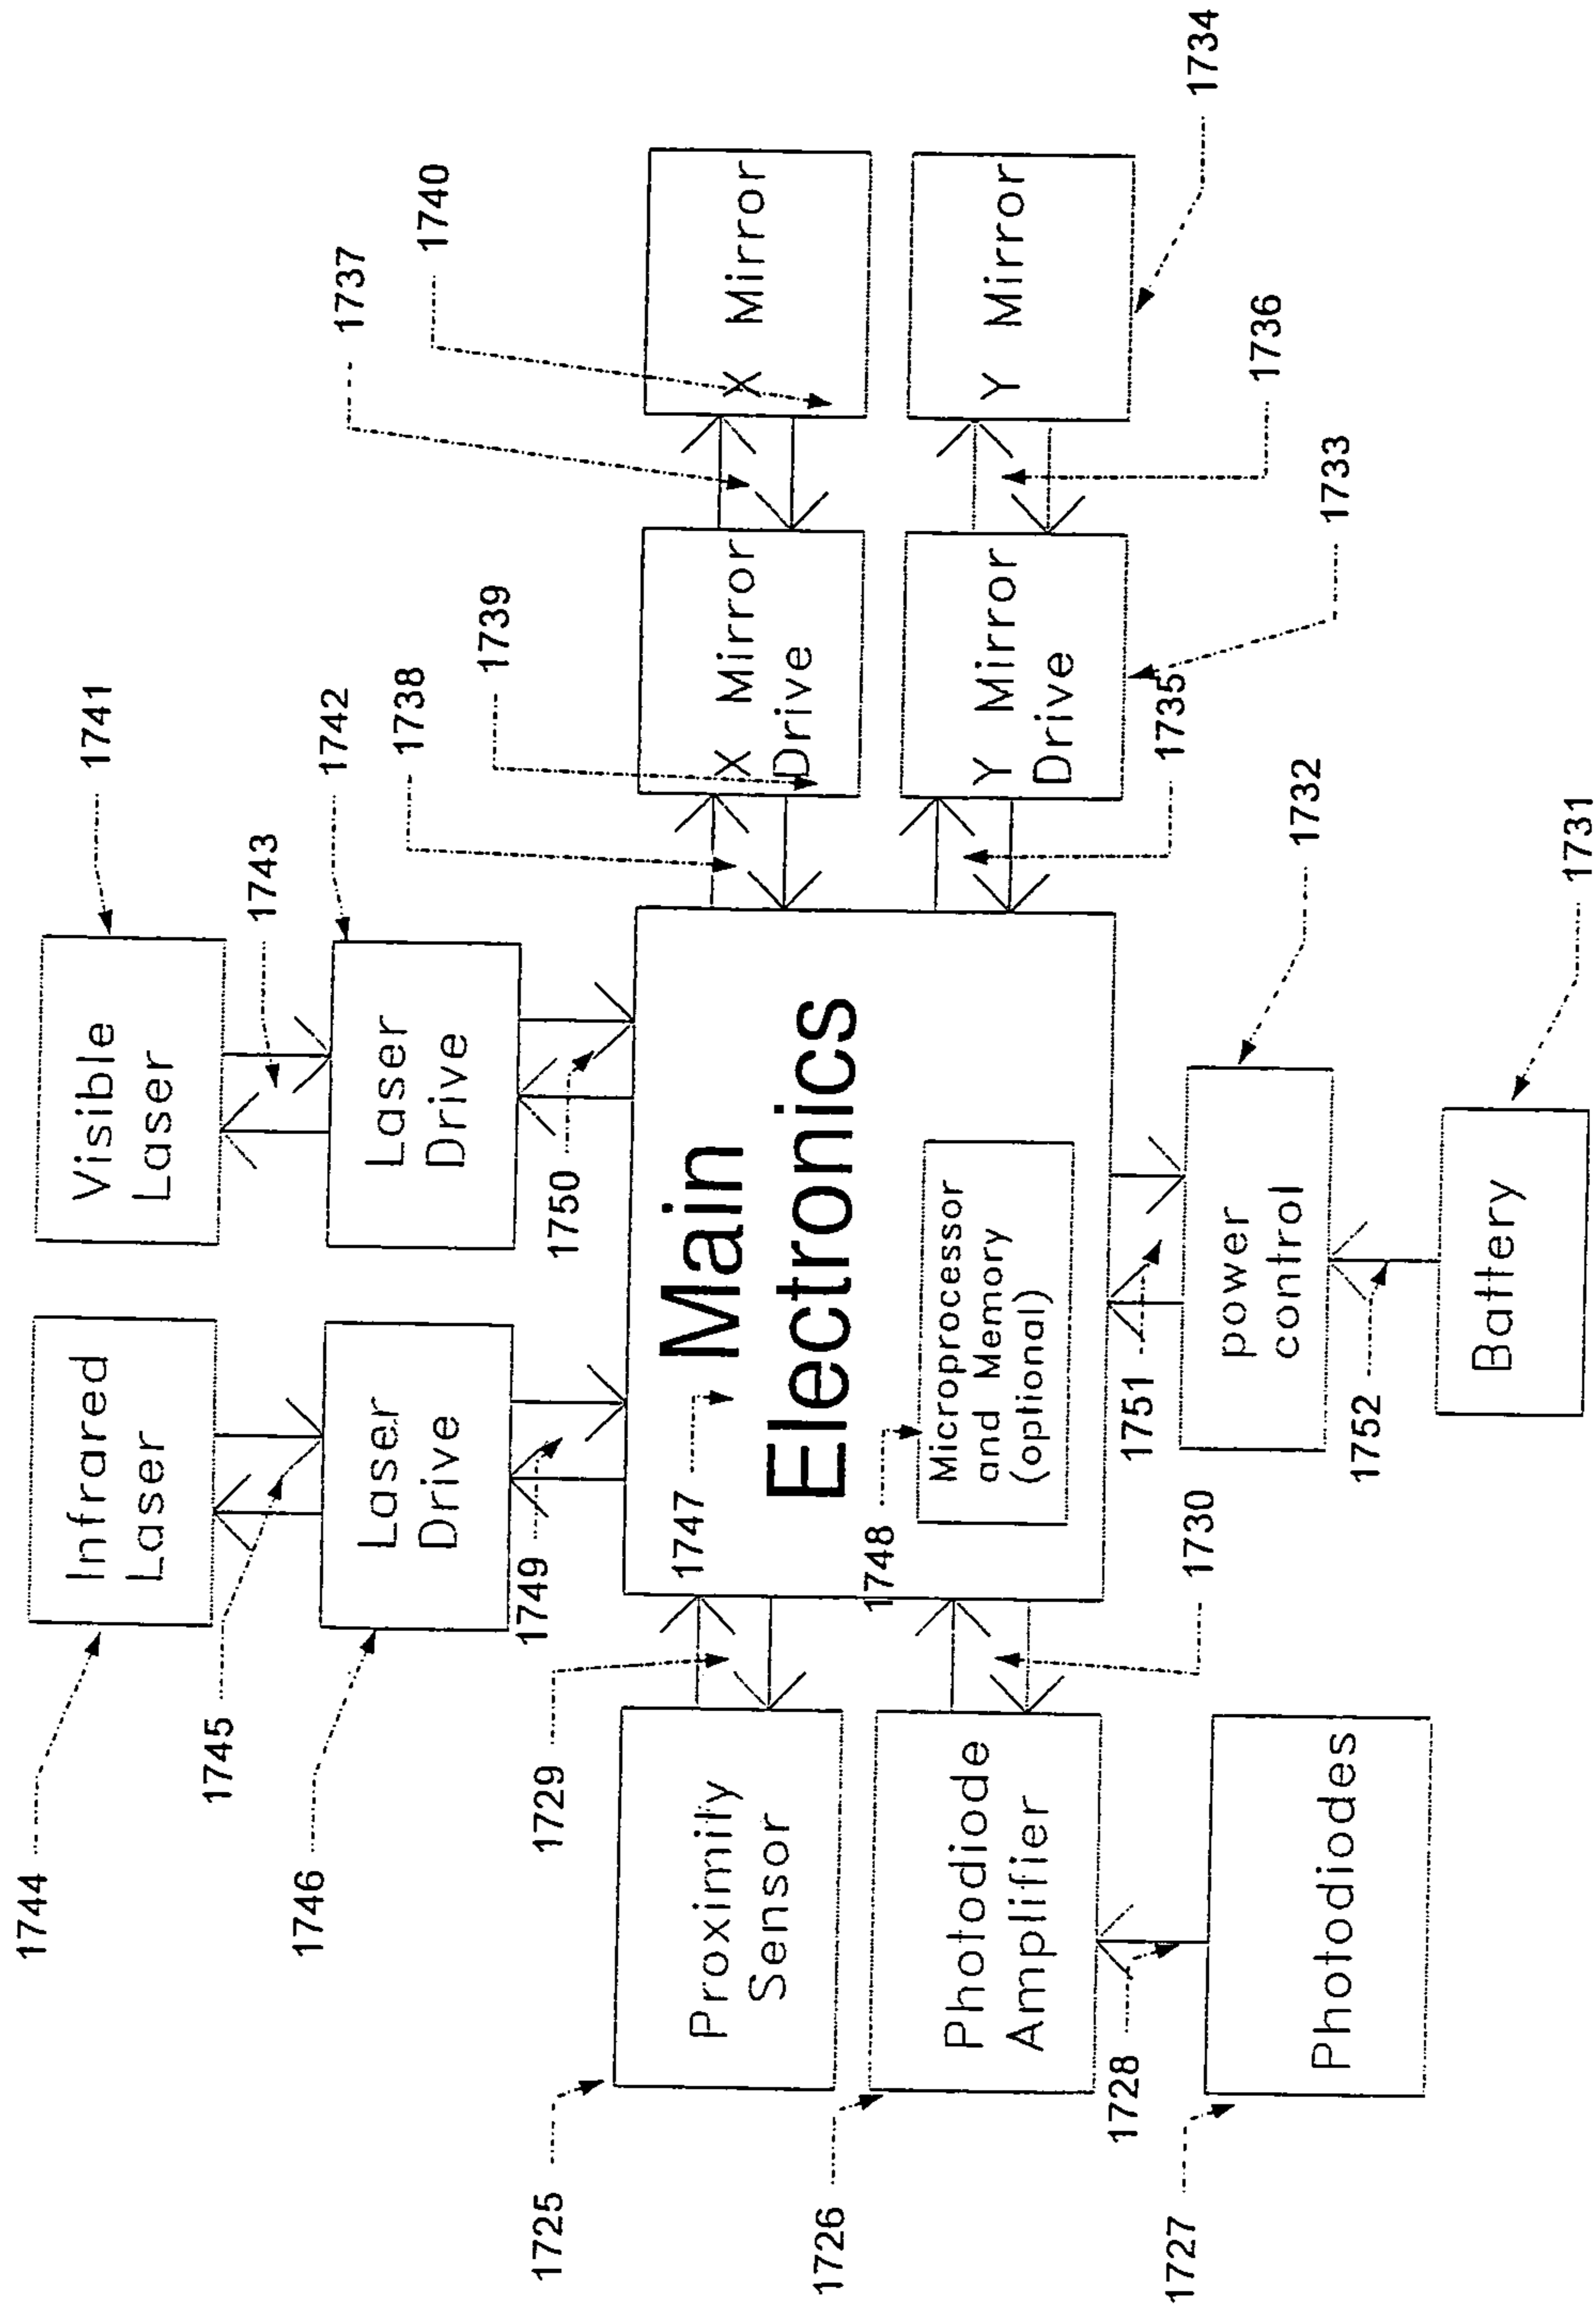 1744
Infrared
Laser
1745
1746
Laser
Drive
1749
1741
Visible
Laser
1743
1742
Laser
Drive
1750
1725
Proximity
Sensor
1729
1726
Photodiode
Amplifier
1730
1728
1727
Photodiodes
1747
Main
Electronics
1748
Microprocessor
and Memory
(optional)
1751
1732
power
control
1752
1731
Battery
1738
1739
X Mirror
Drive
1737
1740
X Mirror
1735
1733
Y Mirror
Drive
1736
1734
Y Mirror